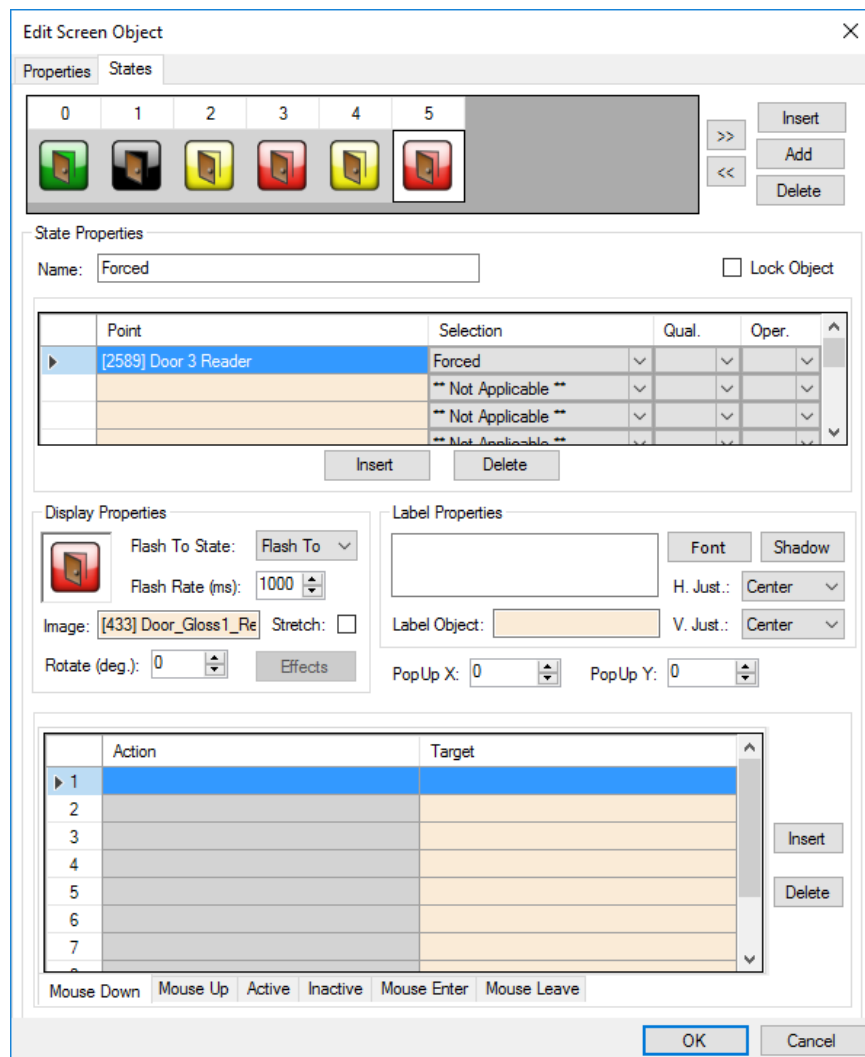 Edit Screen Object
Properties States
0 1 2 3 4 5
Insert
>>
Add
<<
Delete
State Properties
Name: Forced
Lock Object
Point Selection Qual. Oper.
[2589] Door 3 Reader Forced
** Not Applicable **
** Not Applicable **
** Not Applicable **
Insert Delete
Display Properties
Flash To State: Flash To
Flash Rate (ms): 1000
Image: [433] Door_Gloss1_Re Stretch:
Rotate (deg.): 0 Effects
Label Properties
Font Shadow
H. Just.: Center
Label Object: V. Just.: Center
PopUp X: 0 PopUp Y: 0
Action Target
1
2
3
4
5
6
7
Insert
Delete
Mouse Down Mouse Up Active Inactive Mouse Enter Mouse Leave
OK Cancel